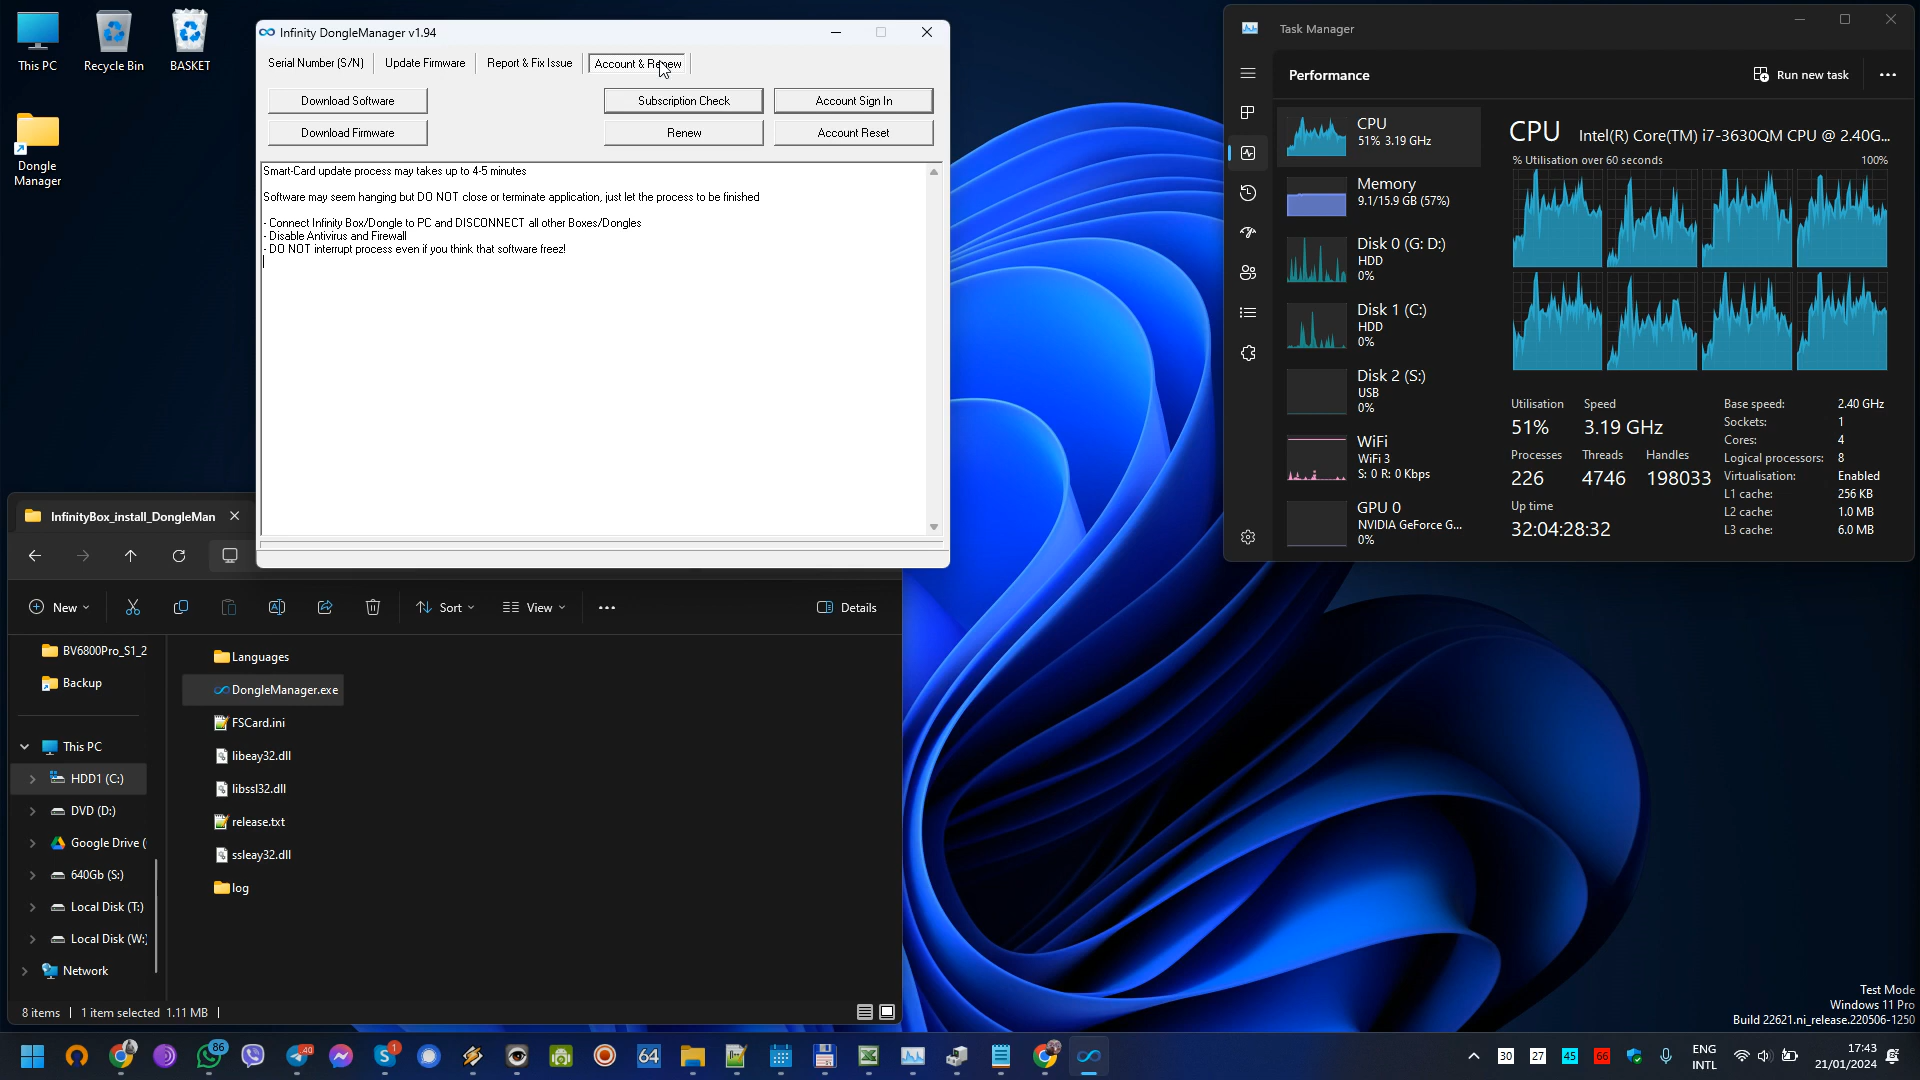 This PC
Recycle Bin
BASKET
Dongle
Manager
Infinity DongleManager v1.94
Serial Number (S/N)
Update Firmware
Report & Fix Issue
Account & Renew
Download Software
Subscription Check
Account Sign In
Download Firmware
Renew
Account Reset
Smart-Card update process may takes up to 4-5 minutes
Software may seem hanging but DO NOT close or terminate application, just let the process to be finished
- Connect Infinity Box/Dongle to PC and DISCONNECT all other Boxes/Dongles
- Disable Antivirus and Firewall
- DO NOT interrupt process even if you think that software freez!
InfinityBox_install_DongleMan
New
Sort
View
Details
BV6800Pro_S1_2
Backup
This PC
HDD1 (C:)
DVD (D:)
Google Drive (
640Gb (S:)
Local Disk (T:)
Local Disk (W:)
Network
Languages
DongleManager.exe
FSCard.ini
libeay32.dll
libssl32.dll
release.txt
ssleay32.dll
log
8 items
1 item selected 1.11 MB
Task Manager
Performance
Run new task
CPU
51% 3.19 GHz
Memory
9.1/15.9 GB (57%)
Disk 0 (G: D:)
HDD
0%
Disk 1 (C:)
HDD
0%
Disk 2 (S:)
USB
0%
WiFi
WiFi 3
S: 0 R: 0 Kbps
GPU 0
NVIDIA GeForce G...
0%
CPU
Intel(R) Core(TM) i7-3630QM CPU @ 2.40G...
% Utilisation over 60 seconds
100%
Utilisation
Speed
51%
3.19 GHz
Processes
Threads
Handles
226
4746
198033
Up time
32:04:28:32
Base speed: 2.40 GHz
Sockets: 1
Cores: 4
Logical processors: 8
Virtualisation: Enabled
L1 cache: 256 KB
L2 cache: 1.0 MB
L3 cache: 6.0 MB
Test Mode
Windows 11 Pro
Build 22621.ni_release.220506-1250
86
40
1
64
30
27
45
66
ENG
INTL
17:43
21/01/2024